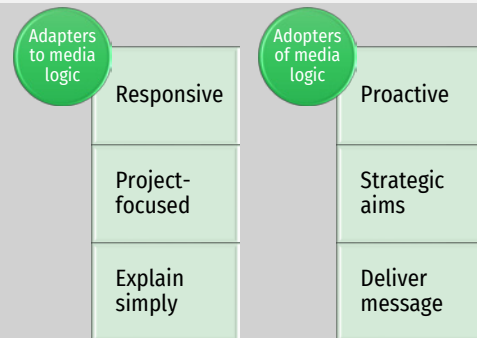 Adapters
to media
logic
Responsive
Project-
focused
Explain
simply
Adopters
of media
logic
Proactive
Strategic
aims
Deliver
message